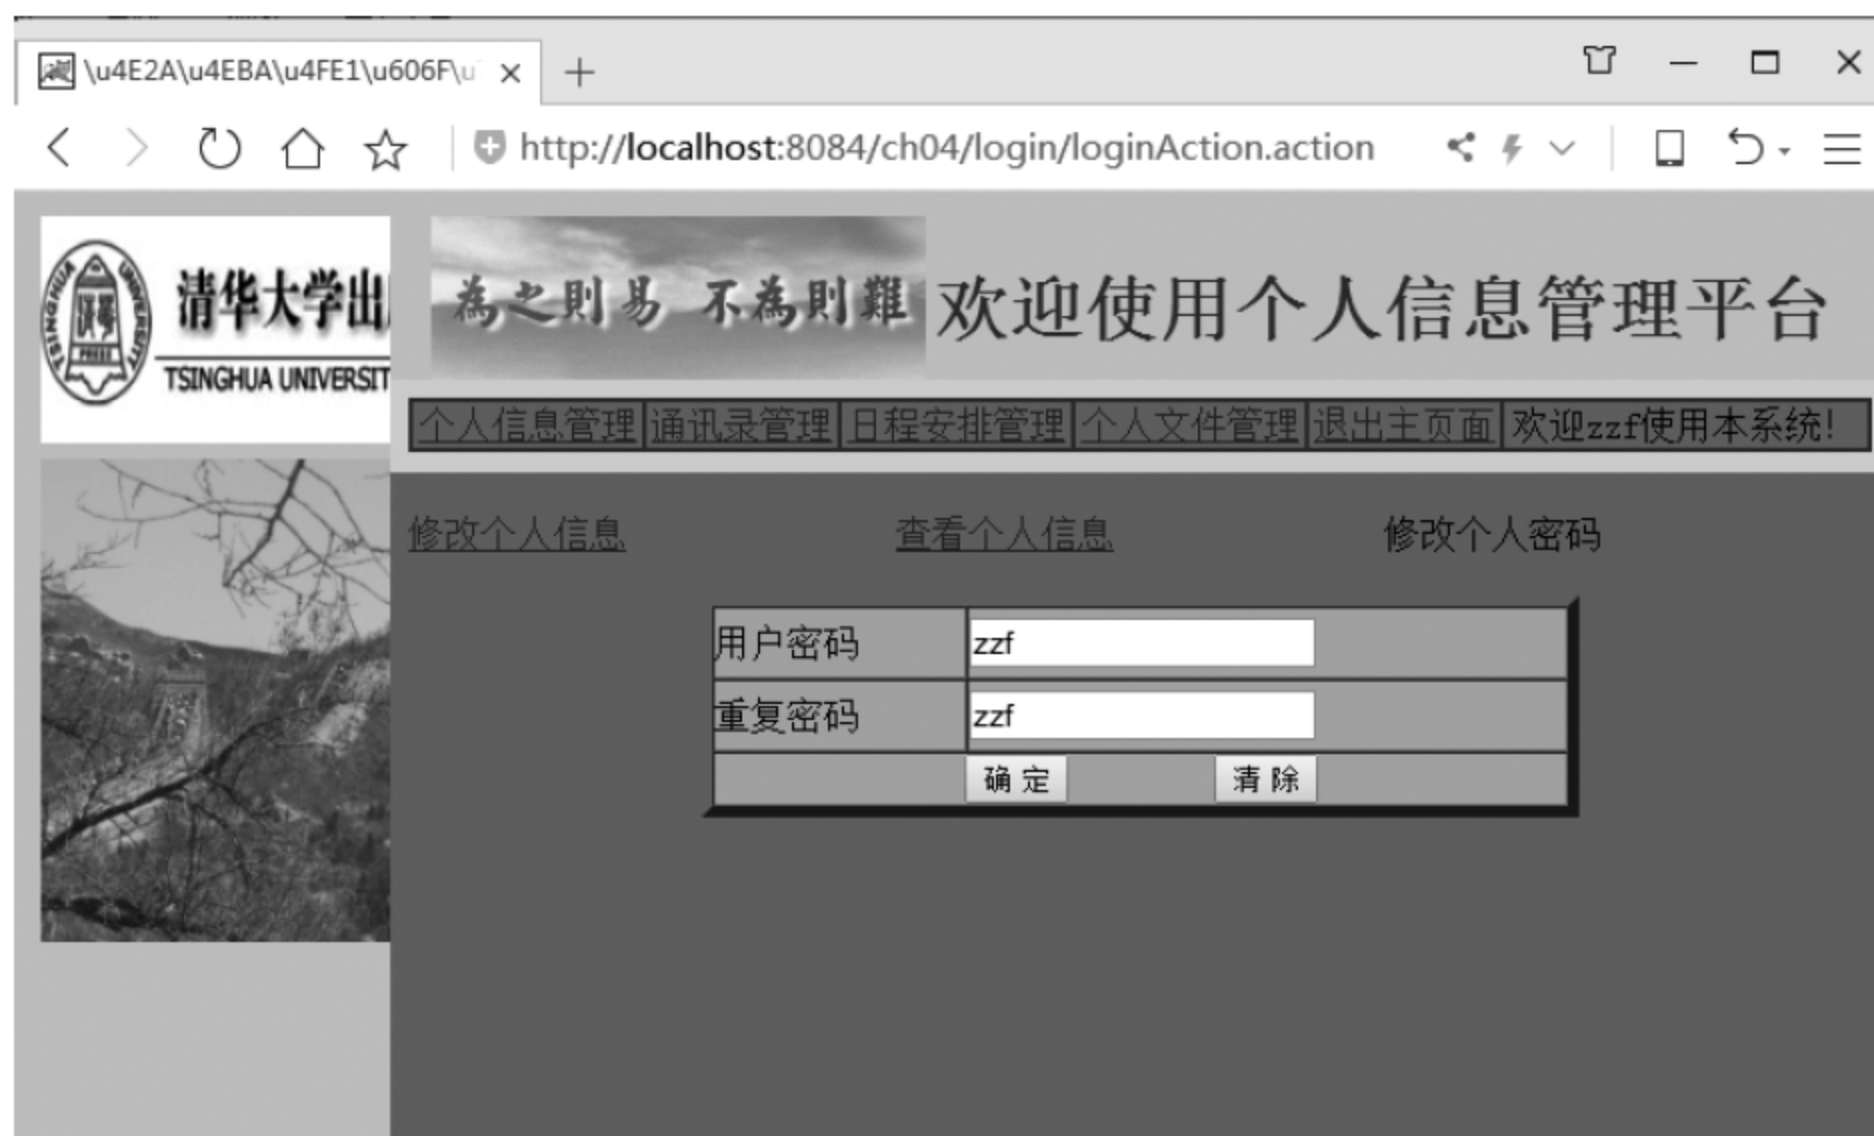 \u4E2A\u4EBA\u4FE1\u606F\u
http://localhost:8084/ch04/login/loginAction.action
清华大学出
TSINGHUA UNIVERSIT
TSINGHUA UNIVERSITY
PRESS
為之則易 不為則難
欢迎使用个人信息管理平台
个人信息管理 通讯录管理 日程安排管理 个人文件管理 退出主页面 欢迎zzf使用本系统!
修改个人信息 查看个人信息 修改个人密码
用户密码 zzf
重复密码 zzf
确 定 清 除